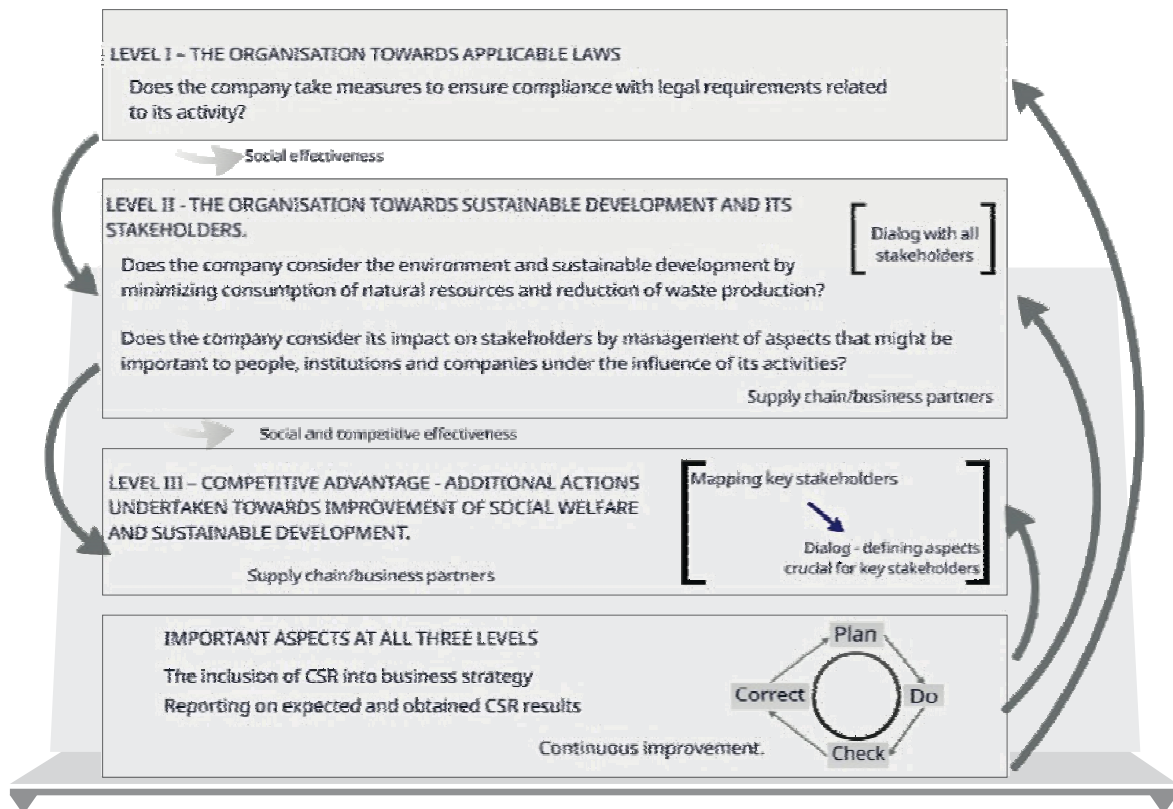 LEVEL I – THE ORGANISATION TOWARDS APPLICABLE LAWS
Does the company take measures to ensure compliance with legal requirements related
to its activity?
Social effectiveness
LEVEL II - THE ORGANISATION TOWARDS SUSTAINABLE DEVELOPMENT AND ITS
STAKEHOLDERS.
Dialog with all
stakeholders
Does the company consider the environment and sustainable development by
minimizing consumption of natural resources and reduction of waste production?
Does the company consider its impact on stakeholders by management of aspects that might be
important to people, institutions and companies under the influence of its activities?
Supply chain/business partners
Social and competitive effectiveness
LEVEL III – COMPETITIVE ADVANTAGE - ADDITIONAL ACTIONS
UNDERTAKEN TOWARDS IMPROVEMENT OF SOCIAL WELFARE
AND SUSTAINABLE DEVELOPMENT.
Supply chain/business partners
Mapping key stakeholders
Dialog - defining aspects
crucial for key stakeholders
IMPORTANT ASPECTS AT ALL THREE LEVELS
The inclusion of CSR into business strategy
Reporting on expected and obtained CSR results
Continuous improvement.
Plan
Correct
Do
Check